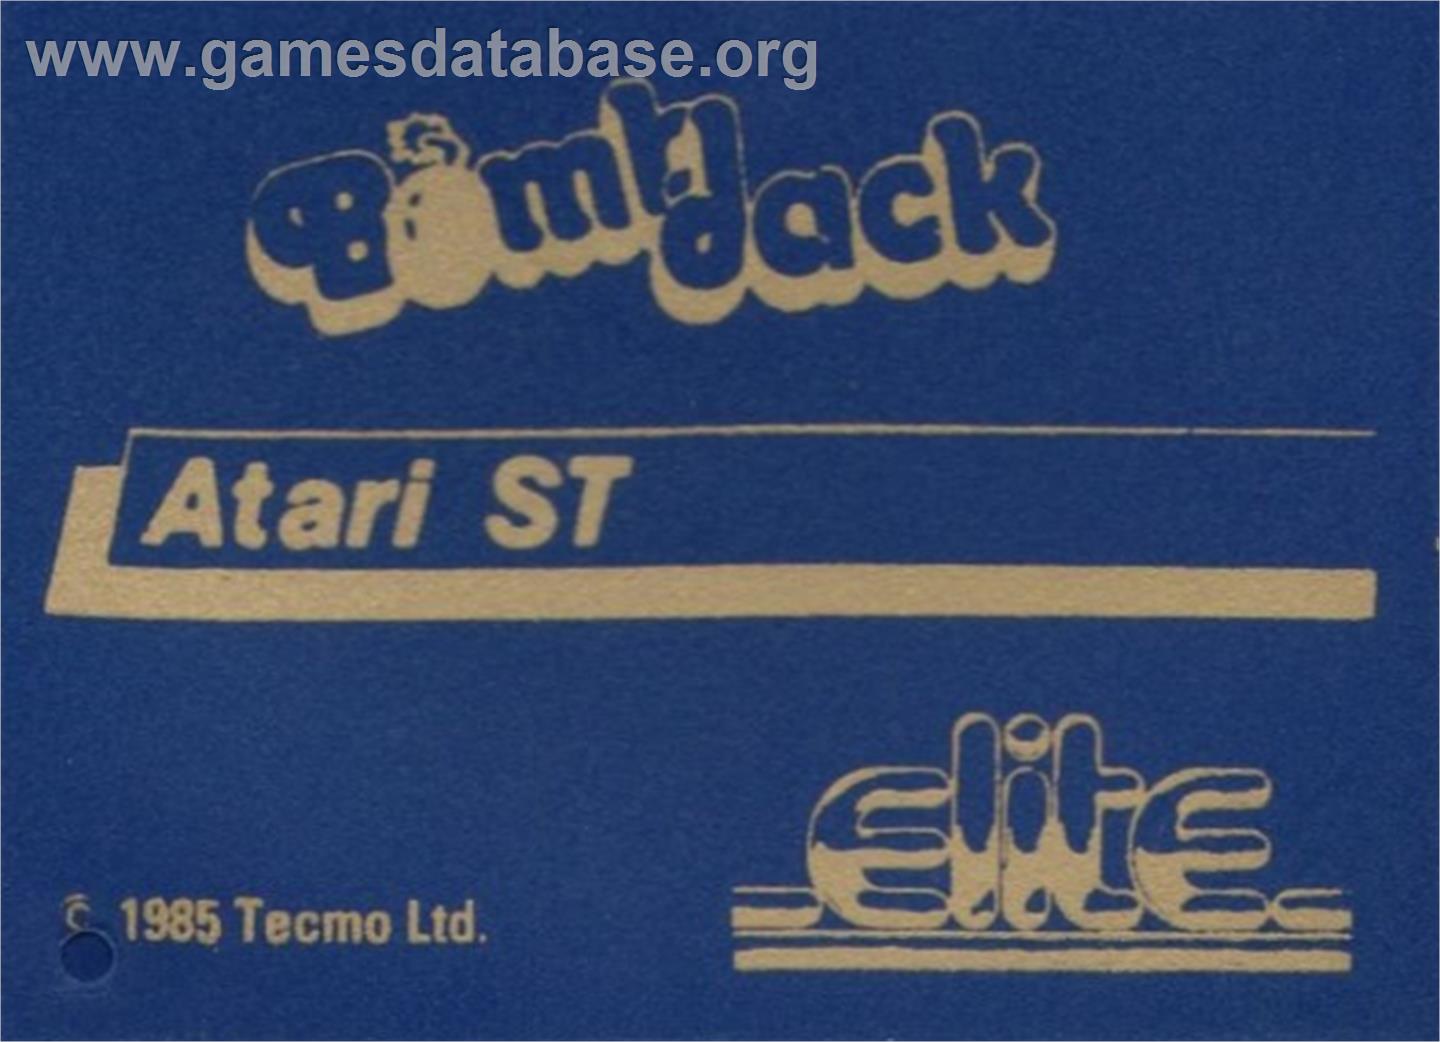 www.gamesdatabase.org
Bomb Jack
Atari ST
elite
© 1985 Tecmo Ltd.